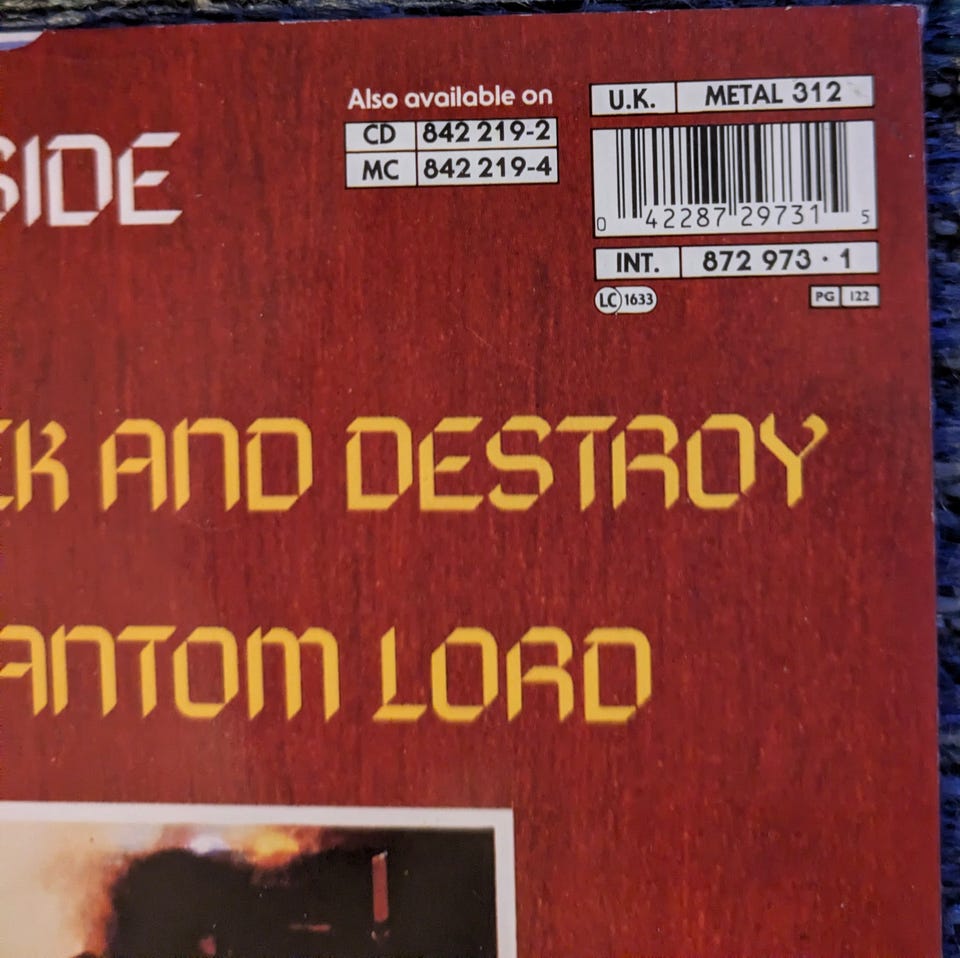 SIDE
Also available on
CD 842 219-2
MC 842 219-4
U.K. METAL 312
0 42287 29731 5
INT. 872 973 · 1
LC 1633
PG 122
EK AND DESTROY
ANTOM LORD